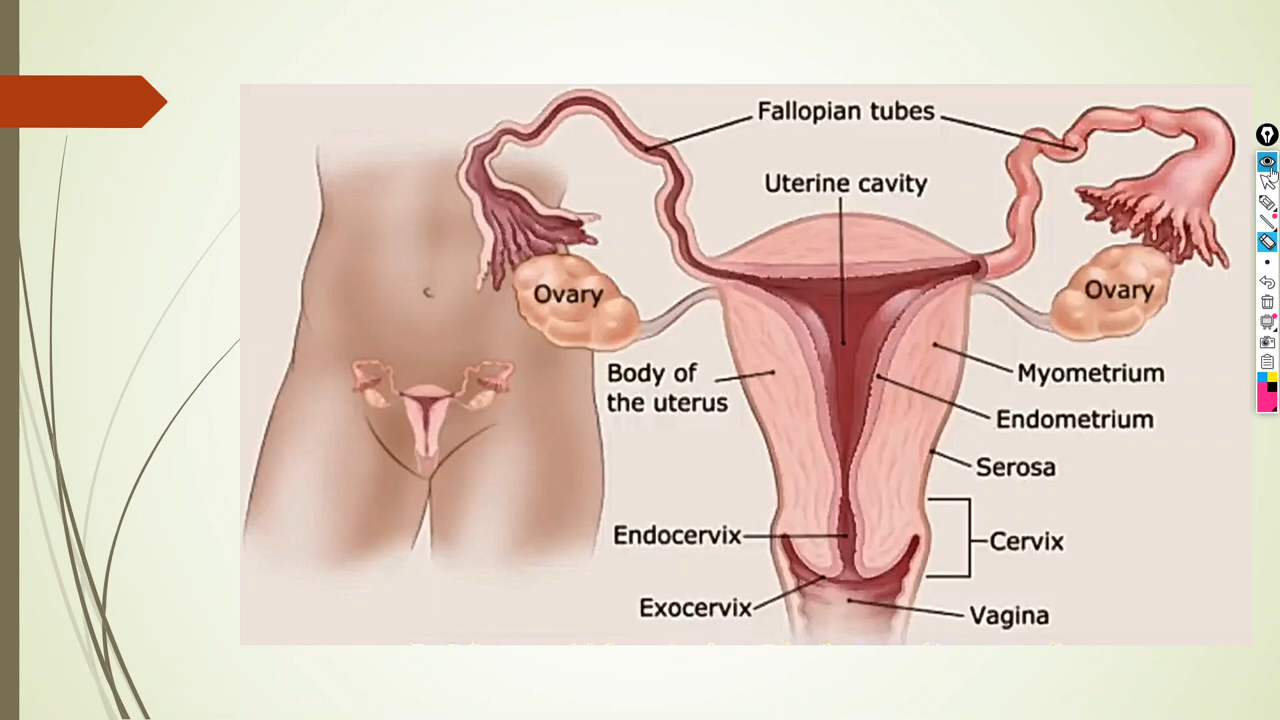 Fallopian tubes
Uterine cavity
Ovary
Ovary
Body of
the uterus
Myometrium
Endometrium
Serosa
Endocervix
Cervix
Exocervix
Vagina